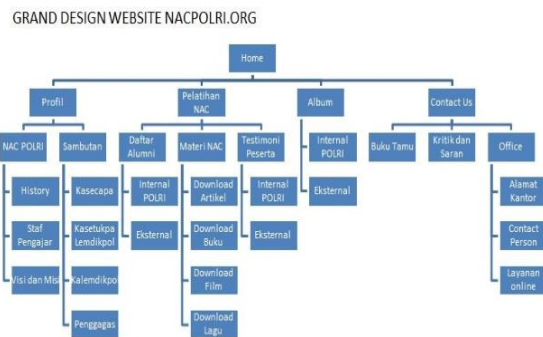 GRAND DESIGN WEBSITE NACPOLRI.ORG
Home
Profil
Pelatihan
NAC
Album
Contact Us
NAC POLRI
Sambutan
Daftar
Alumni
Materi NAC
Testimoni
Peserta
Internal
POLRI
Eksternal
Buku Tamu
Kritik dan
Saran
Office
History
Staf
Pengajar
Visi dan Misi
Kasecapa
Kasetukpa
Lemdikpol
Kalemdikpol
Penggagas
Internal
POLRI
Eksternal
Download
Artikel
Download
Buku
Download
Film
Download
Lagu
Internal
POLRI
Eksternal
Alamat
Kantor
Contact
Person
Layanan
online